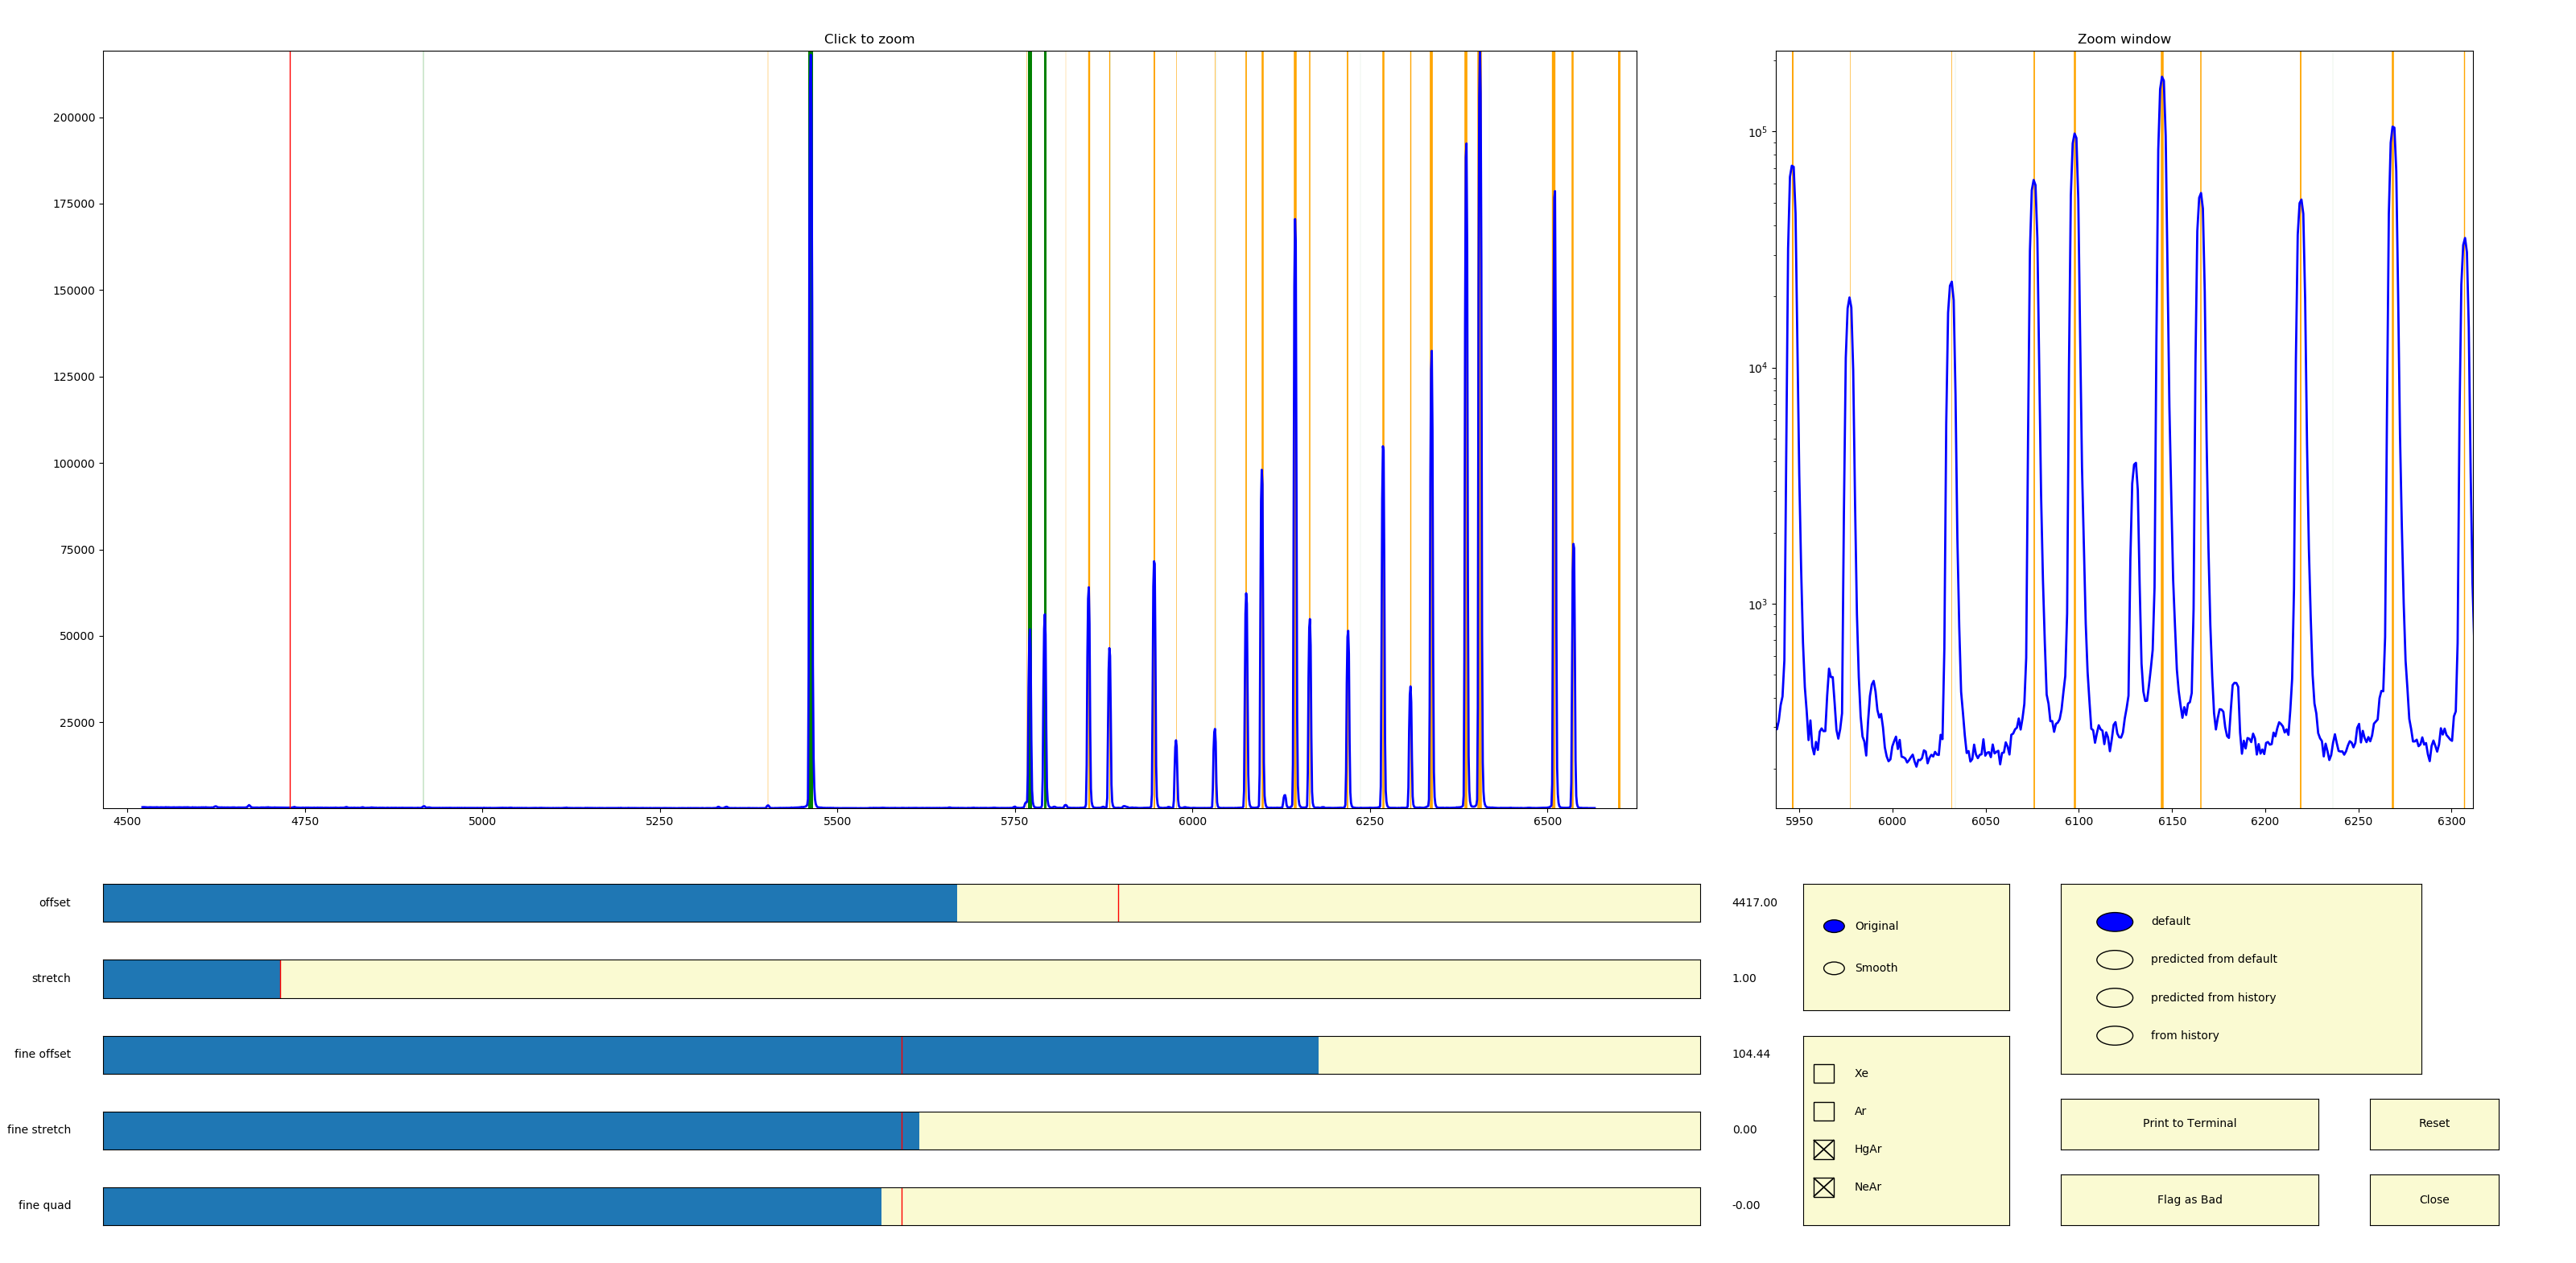 Click to zoom
Zoom window
200000
175000
150000
125000
100000
75000
50000
25000
4500 4750 5000 5250 5500 5750 6000 6250 6500
10^5
10^4
10^3
5950 6000 6050 6100 6150 6200 6250 6300
offset 4417.00
stretch 1.00
fine offset 104.44
fine stretch 0.00
fine quad -0.00
Original
Smooth
Xe
Ar
HgAr
NeAr
default
predicted from default
predicted from history
from history
Print to Terminal
Reset
Flag as Bad
Close